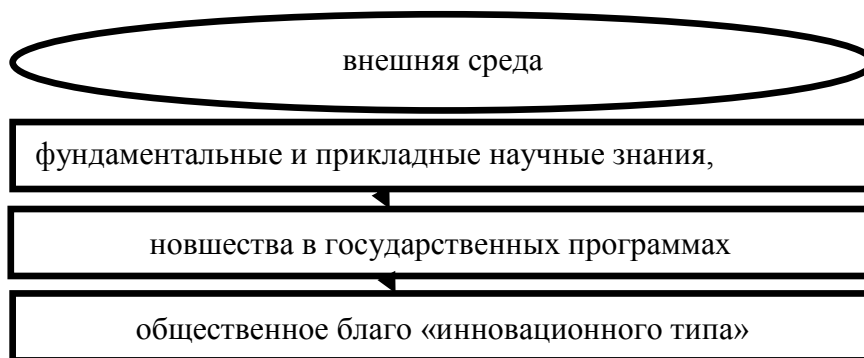 внешняя среда
фундаментальные и прикладные научные знания,
новшества в государственных программах
общественное благо «инновационного типа»